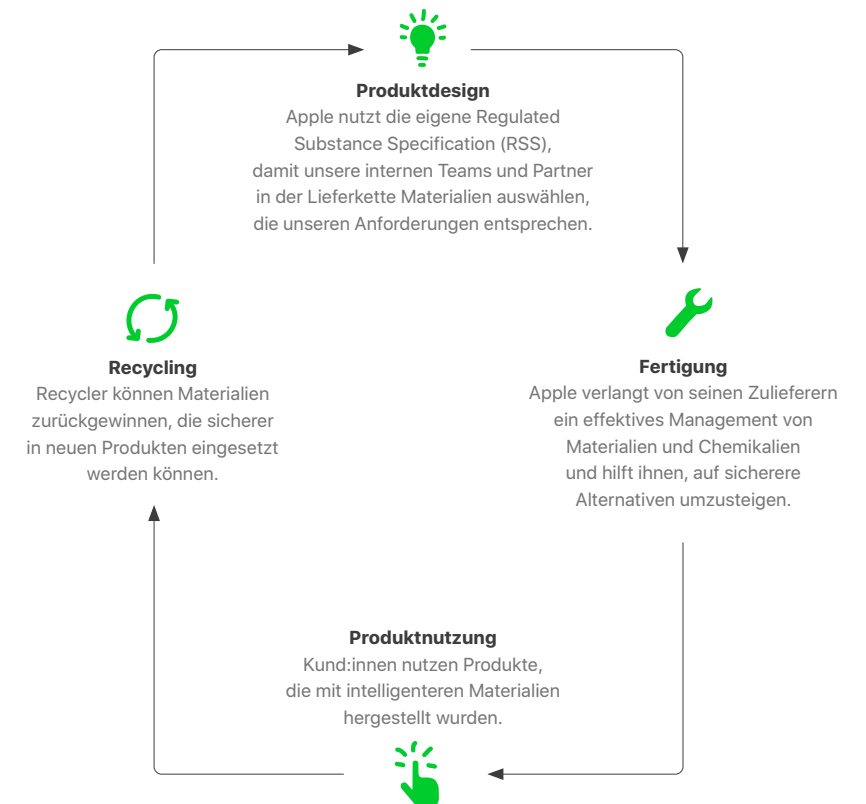 Produktdesign
Apple nutzt die eigene Regulated
Substance Specification (RSS),
damit unsere internen Teams und Partner
in der Lieferkette Materialien auswählen,
die unseren Anforderungen entsprechen.
Recycling
Recycler können Materialien
zurückgewinnen, die sicherer
in neuen Produkten eingesetzt
werden können.
Fertigung
Apple verlangt von seinen Zulieferern
ein effektives Management von
Materialien und Chemikalien
und hilft ihnen, auf sicherere
Alternativen umzusteigen.
Produktnutzung
Kund:innen nutzen Produkte,
die mit intelligenteren Materialien
hergestellt wurden.